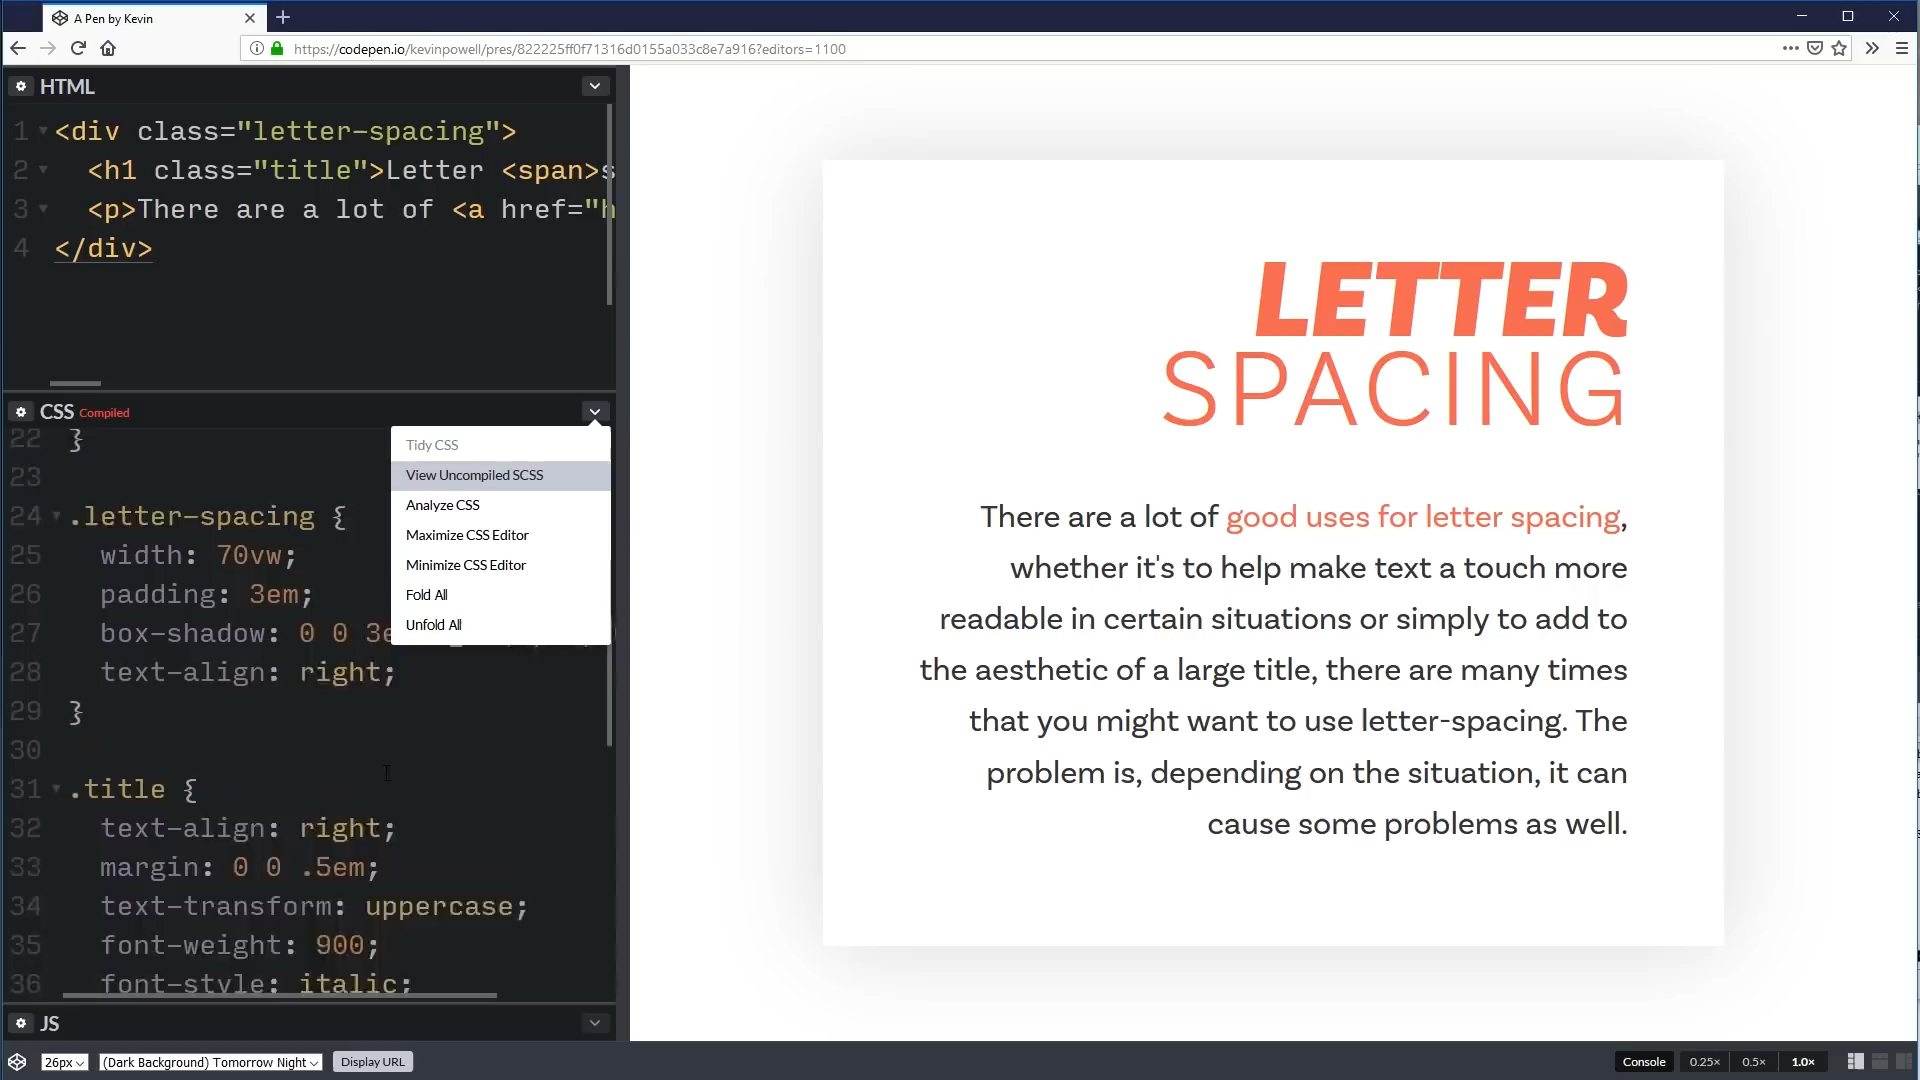 A Pen by Kevin
https://codepen.io/kevinpowell/pres/822225ff0f71316d0155a033c8e7a916?editors=1100
HTML
1 <div class="letter-spacing">
2 <h1 class="title">Letter <span>s
3 <p>There are a lot of <a href="h
4 </div>
CSS Compiled
22 }
23
24 .letter-spacing {
25 width: 70vw;
26 padding: 3em;
27 box-shadow: 0 0 3e
28 text-align: right;
29 }
30
31 .title {
32 text-align: right;
33 margin: 0 0 .5em;
34 text-transform: uppercase;
35 font-weight: 900;
36 font-style: italic;
Tidy CSS
View Uncompiled SCSS
Analyze CSS
Maximize CSS Editor
Minimize CSS Editor
Fold All
Unfold All
JS
LETTER
SPACING
There are a lot of good uses for letter spacing,
whether it's to help make text a touch more
readable in certain situations or simply to add to
the aesthetic of a large title, there are many times
that you might want to use letter-spacing. The
problem is, depending on the situation, it can
cause some problems as well.
26px (Dark Background) Tomorrow Night Display URL
Console 0.25× 0.5× 1.0×